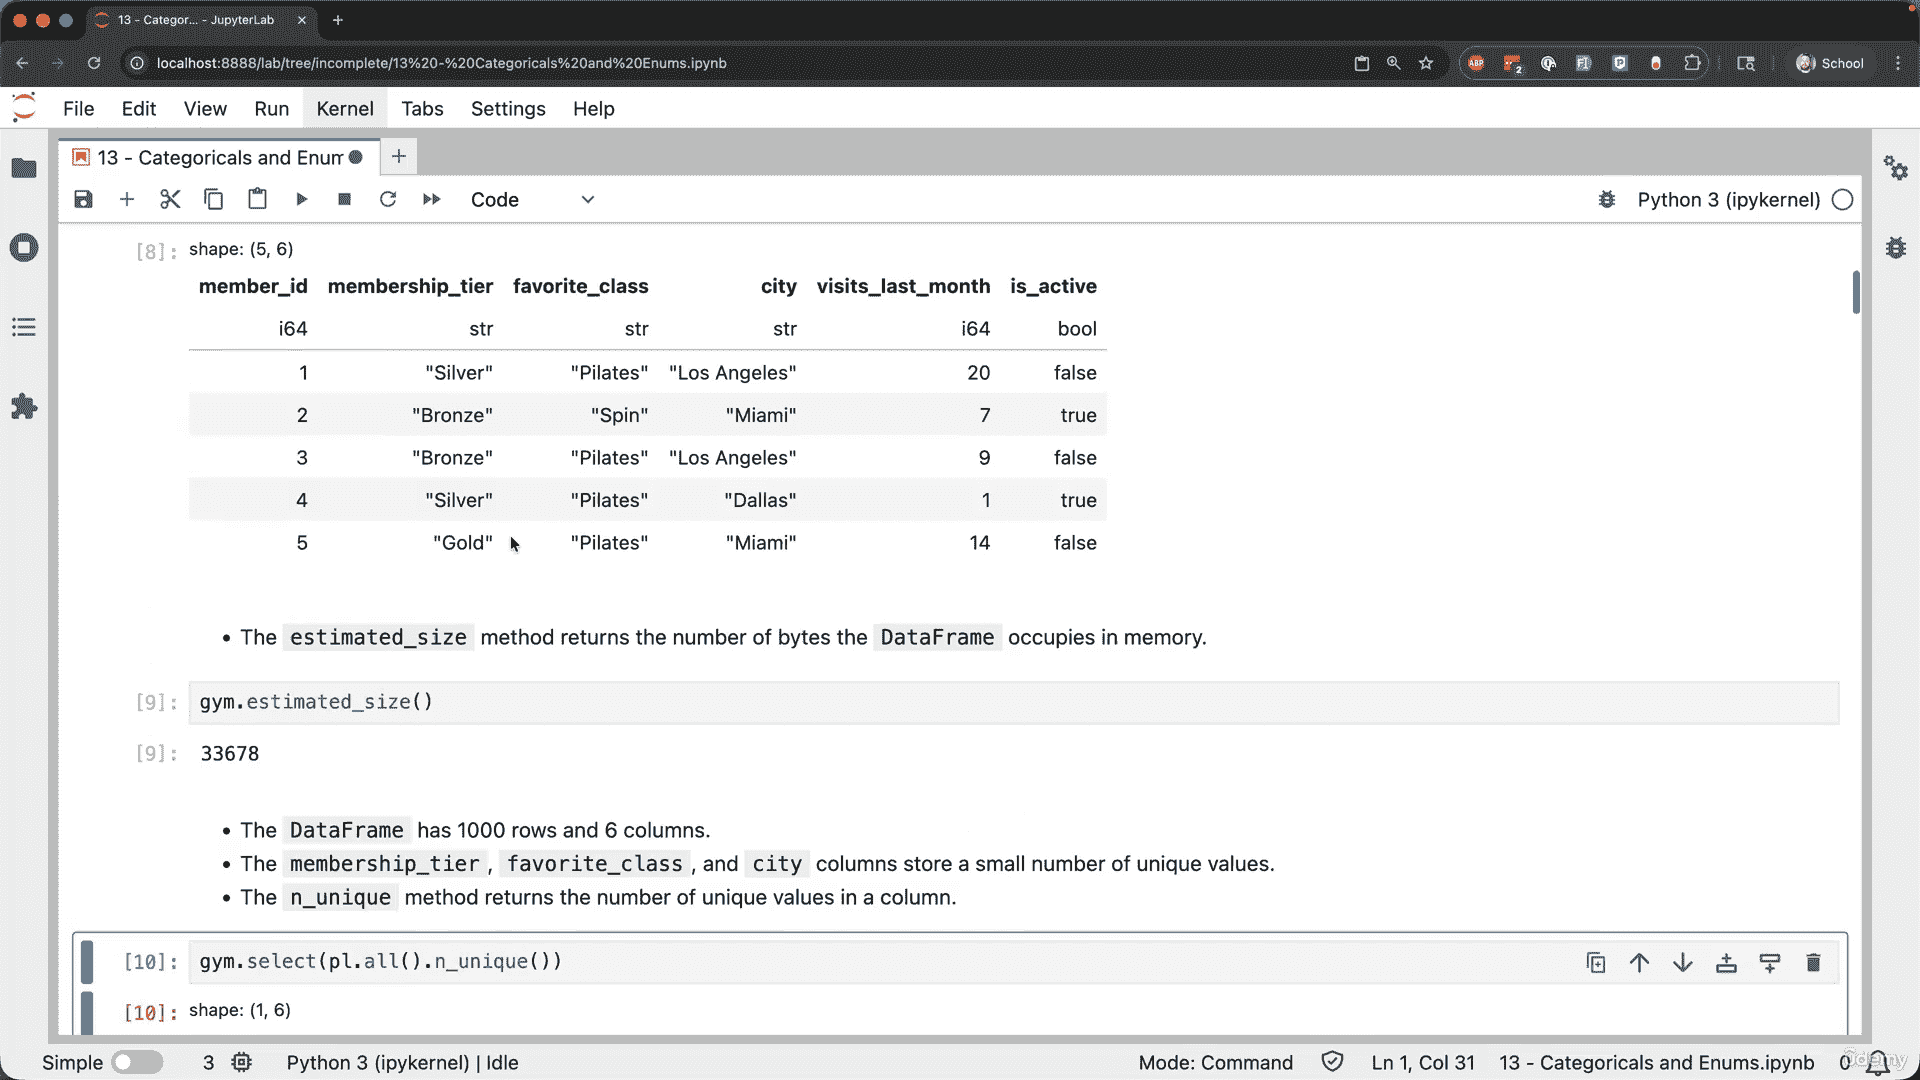 13 - Categor... - JupyterLab
localhost:8888/lab/tree/incomplete/13%20-%20Categoricals%20and%20Enums.ipynb
ABP
2
School
File Edit View Run Kernel Tabs Settings Help
13 - Categoricals and Enum
Code
Python 3 (ipykernel)
[8]: shape: (5, 6)
member_id membership_tier favorite_class city visits_last_month is_active
i64 str str str i64 bool
1 "Silver" "Pilates" "Los Angeles" 20 false
2 "Bronze" "Spin" "Miami" 7 true
3 "Bronze" "Pilates" "Los Angeles" 9 false
4 "Silver" "Pilates" "Dallas" 1 true
5 "Gold" "Pilates" "Miami" 14 false
• The estimated_size method returns the number of bytes the DataFrame occupies in memory.
[9]: gym.estimated_size()
[9]: 33678
• The DataFrame has 1000 rows and 6 columns.
• The membership_tier, favorite_class, and city columns store a small number of unique values.
• The n_unique method returns the number of unique values in a column.
[10]: gym.select(pl.all().n_unique())
[10]: shape: (1, 6)
Simple 3 Python 3 (ipykernel) | Idle Mode: Command Ln 1, Col 31 13 - Categoricals and Enums.ipynb 0
udemy